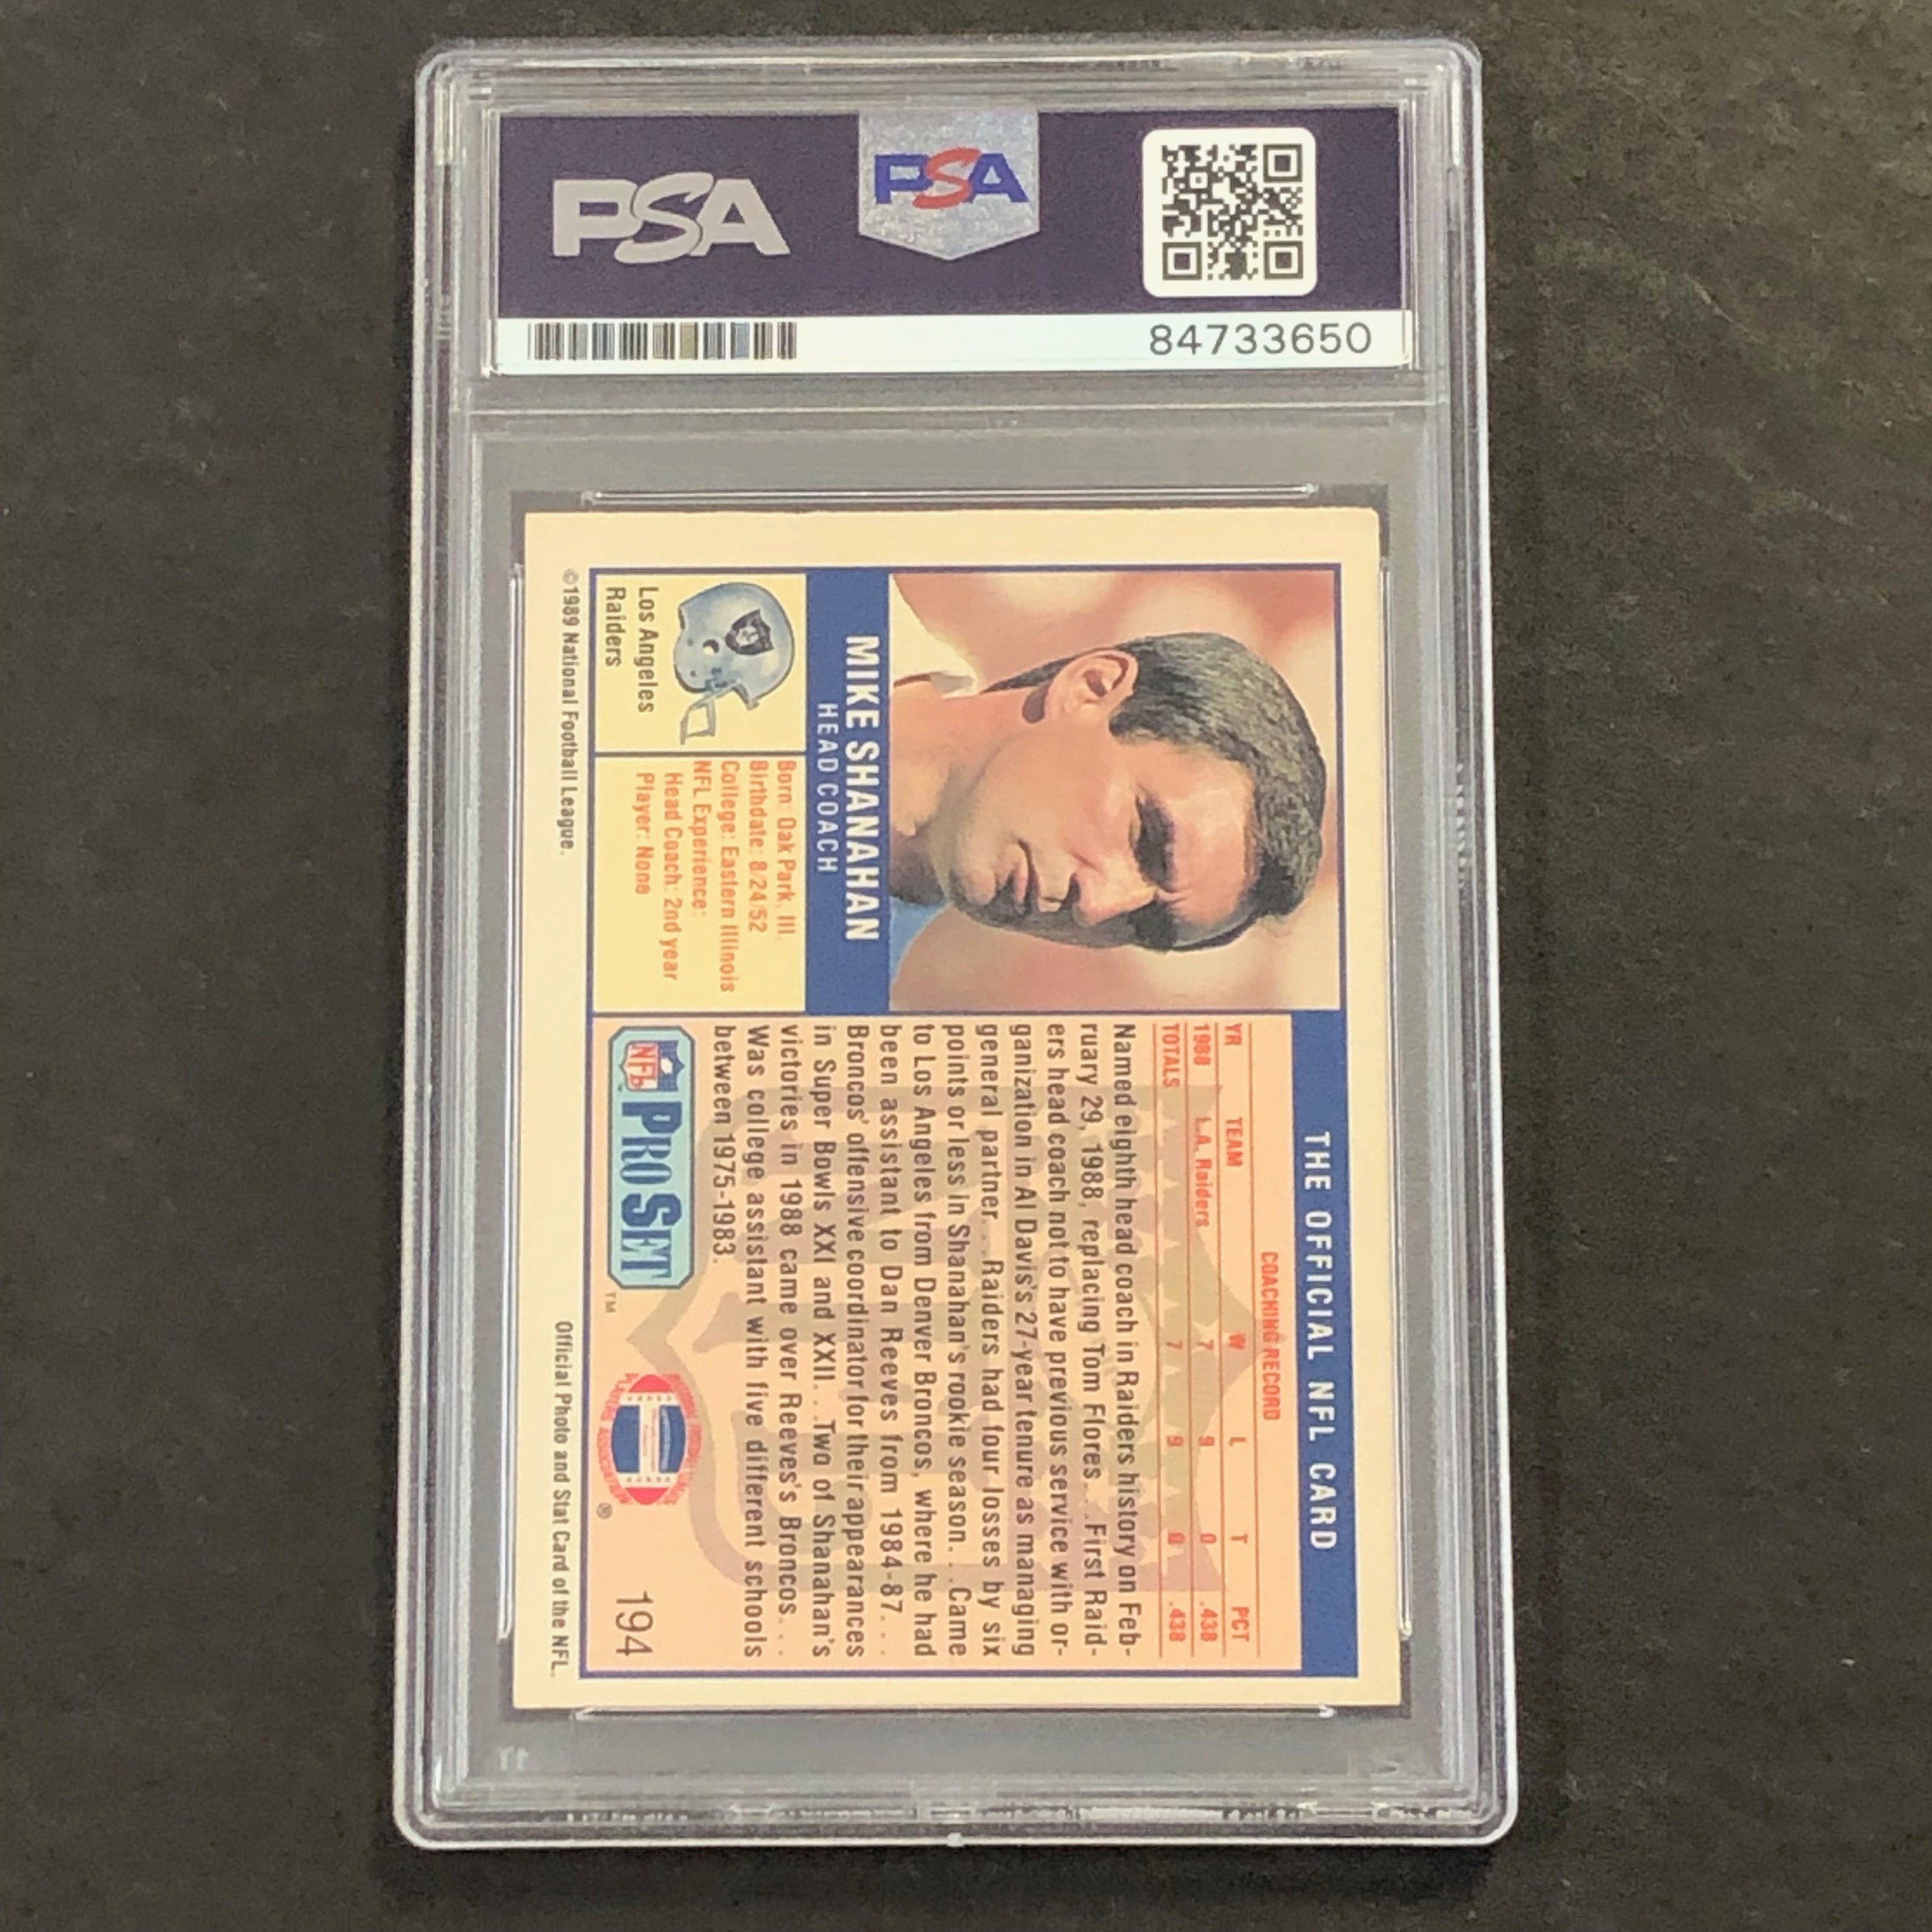 PSA
PSA
84733650
THE OFFICIAL NFL CARD
MIKE SHANAHAN
HEAD COACH
Los Angeles
Raiders
Born: Oak Park, Ill.
Birthdate: 8/24/52
College: Eastern Illinois
NFL Experience:
Head Coach: 2nd year
Player: None
COACHING RECORD
YR TEAM W L T PCT
1988 L.A. Raiders 7 9 0 .438
TOTALS 7 9 0 .438
Named eighth head coach in Raiders history on Feb-
ruary 29, 1988, replacing Tom Flores. . .First Raid-
ers head coach not to have previous service with or-
ganization in Al Davis's 27-year tenure as managing
general partner. . .Raiders had four losses by six
points or less in Shanahan's rookie season. . .Came
to Los Angeles from Denver Broncos, where he had
been assistant to Dan Reeves from 1984-87. . .
Broncos' offensive coordinator for their appearances
in Super Bowls XXI and XXII. . .Two of Shanahan's
victories in 1988 came over Reeves's Broncos. . .
Was college assistant with five different schools
between 1975-1983.
NFL PRO SET TM
®
194
©1989 National Football League.
Official Photo and Stat Card of the NFL.